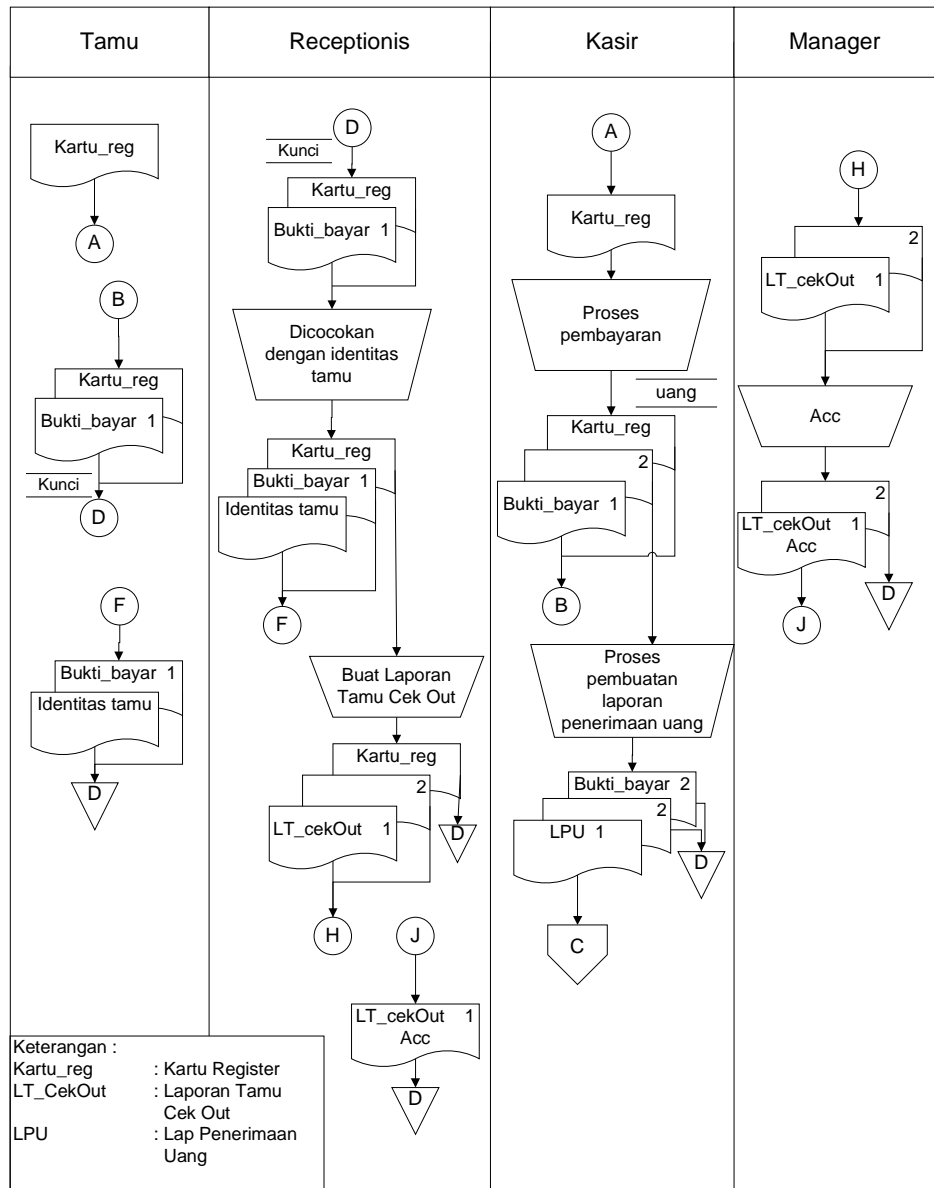 Tamu
Receptionis
Kasir
Manager
Kartu_reg
A
B
Kartu_reg
Bukti_bayar 1
Kunci
D
F
Bukti_bayar 1
Identitas tamu
D
D
Kunci
Kartu_reg
Bukti_bayar 1
Dicocokan
dengan identitas
tamu
Kartu_reg
Bukti_bayar 1
Identitas tamu
F
Buat Laporan
Tamu Cek Out
Kartu_reg
2
LT_cekOut 1
D
H
J
LT_cekOut 1
Acc
D
A
Kartu_reg
Proses
pembayaran
uang
Kartu_reg
2
Bukti_bayar 1
B
Proses
pembuatan
laporan
penerimaan uang
Bukti_bayar 2
2
LPU 1
D
C
H
2
LT_cekOut 1
Acc
2
LT_cekOut 1
Acc
D
J
Keterangan :
Kartu_reg : Kartu Register
LT_CekOut : Laporan Tamu
Cek Out
LPU : Lap Penerimaan
Uang